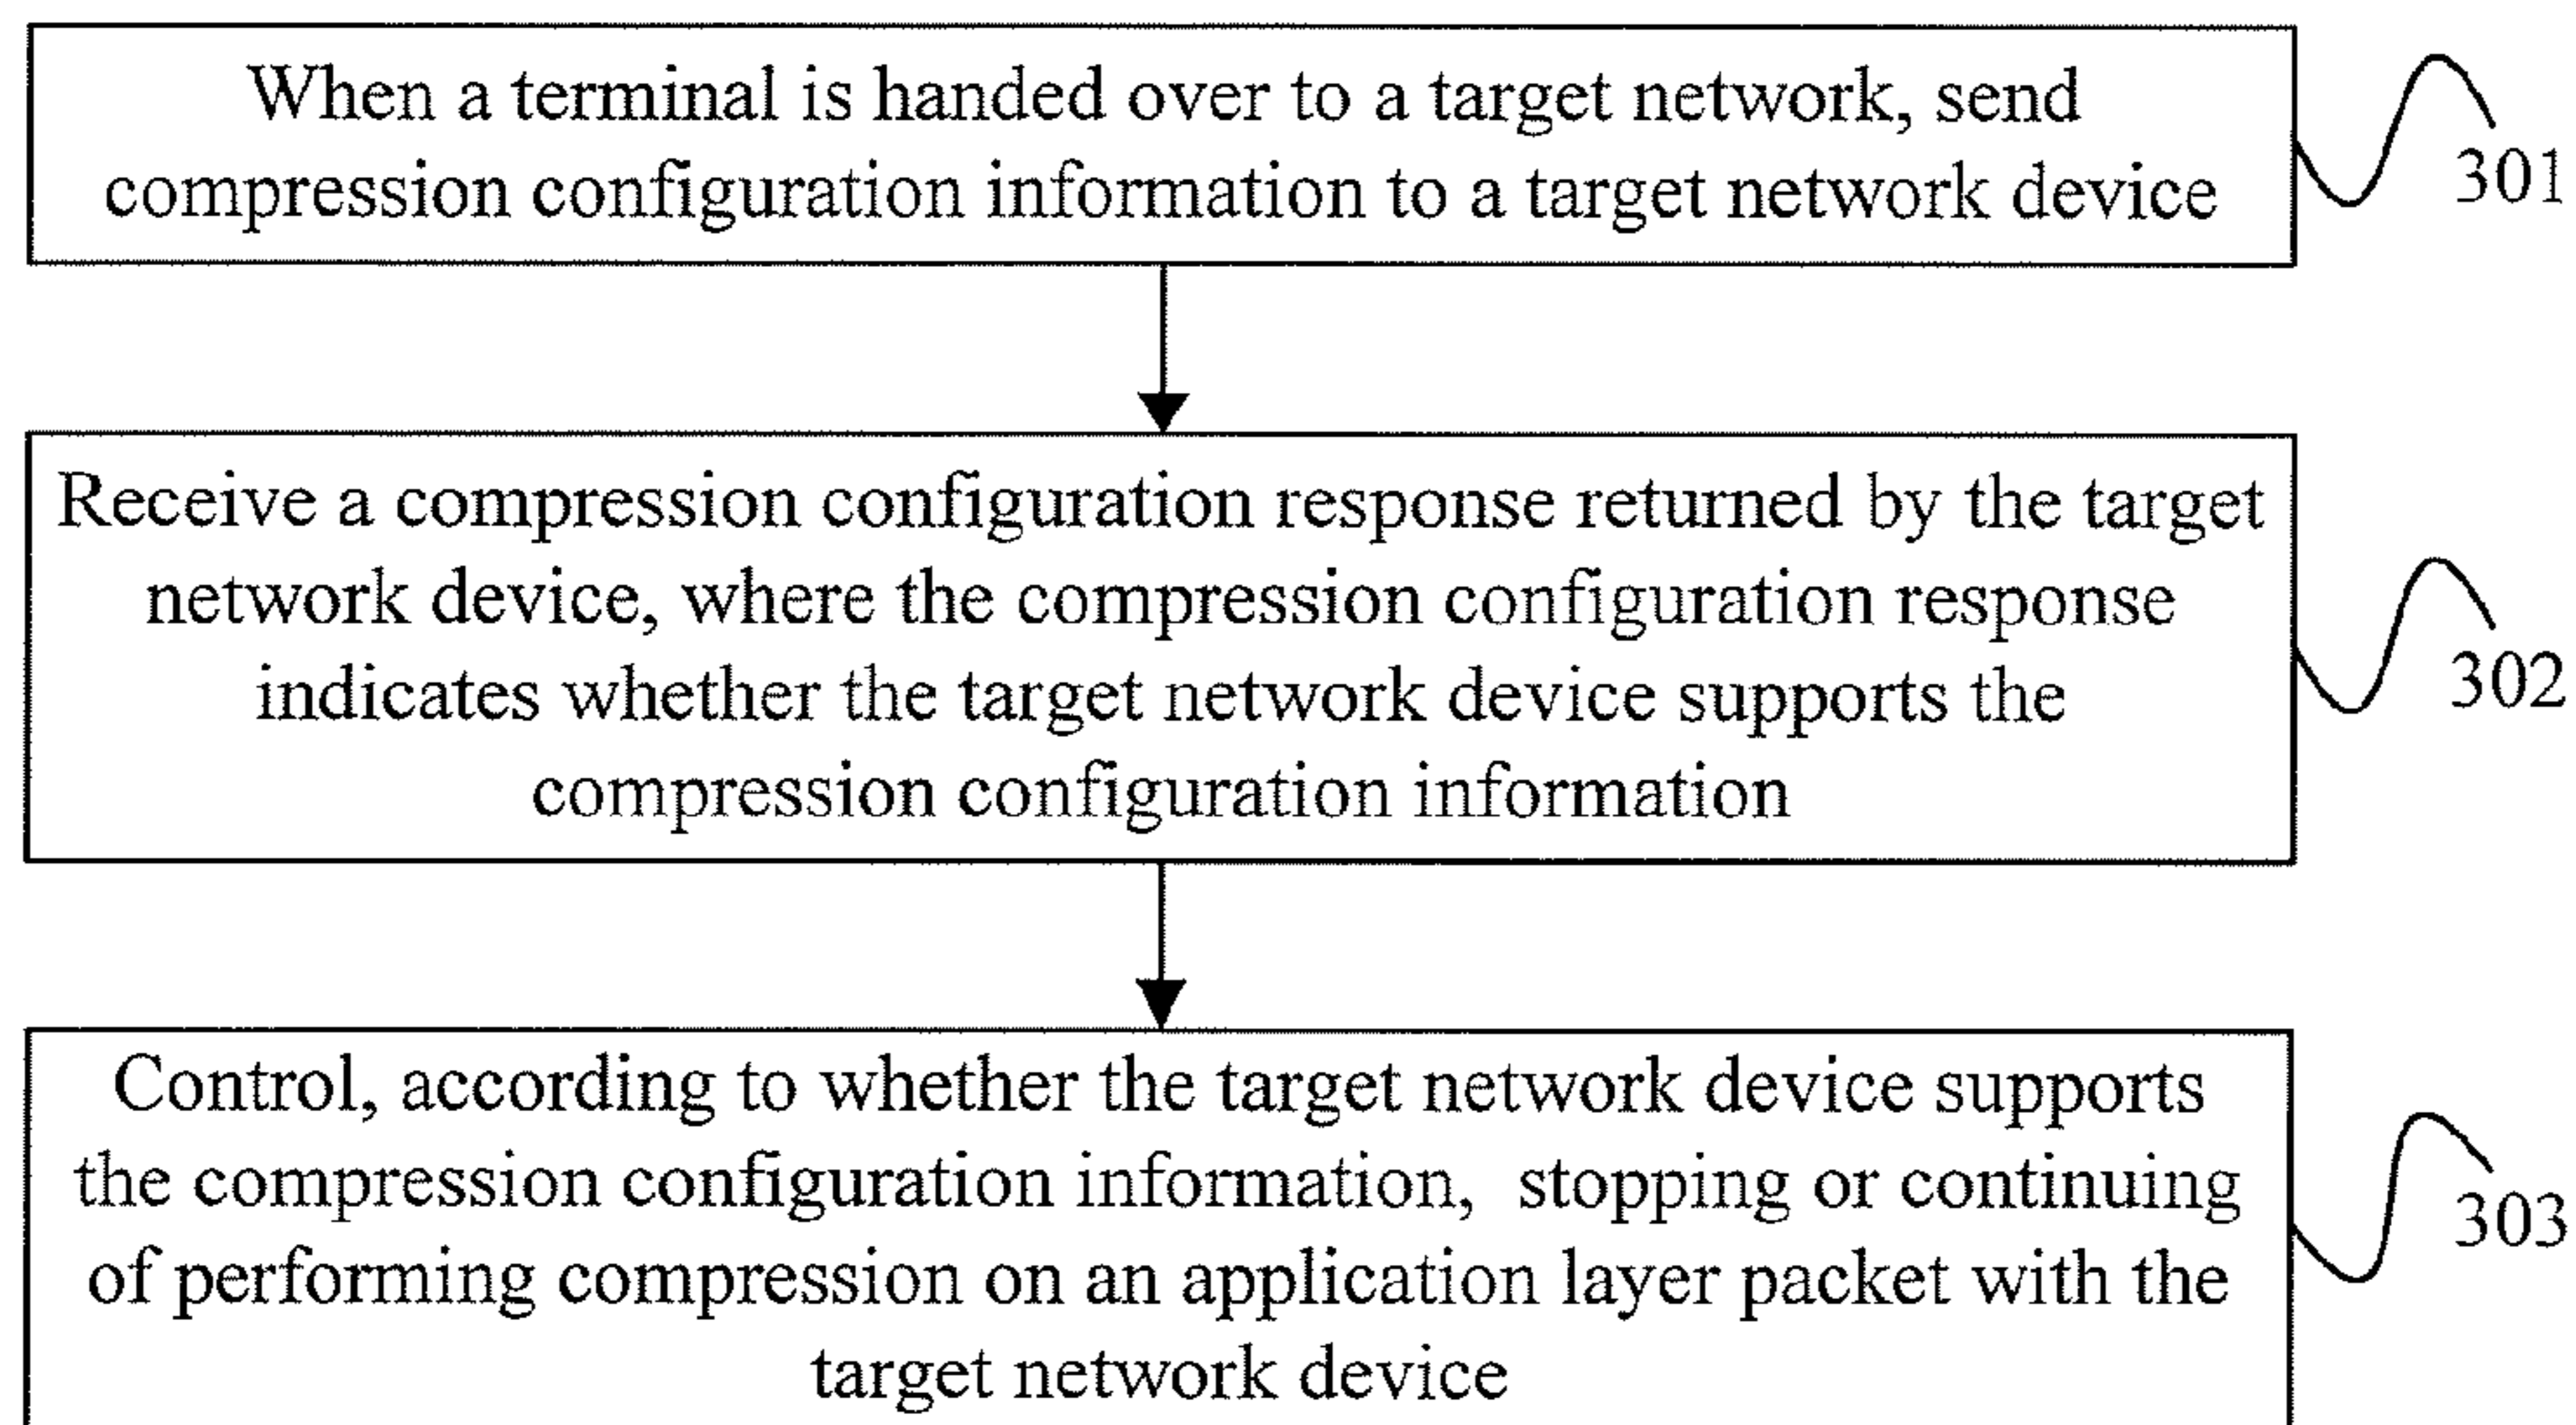 When a terminal is handed over to a target network, send
compression configuration information to a target network device
301
Receive a compression configuration response returned by the target
network device, where the compression configuration response
indicates whether the target network device supports the
compression configuration information
302
Control, according to whether the target network device supports
the compression configuration information, stopping or continuing
of performing compression on an application layer packet with the
target network device
303